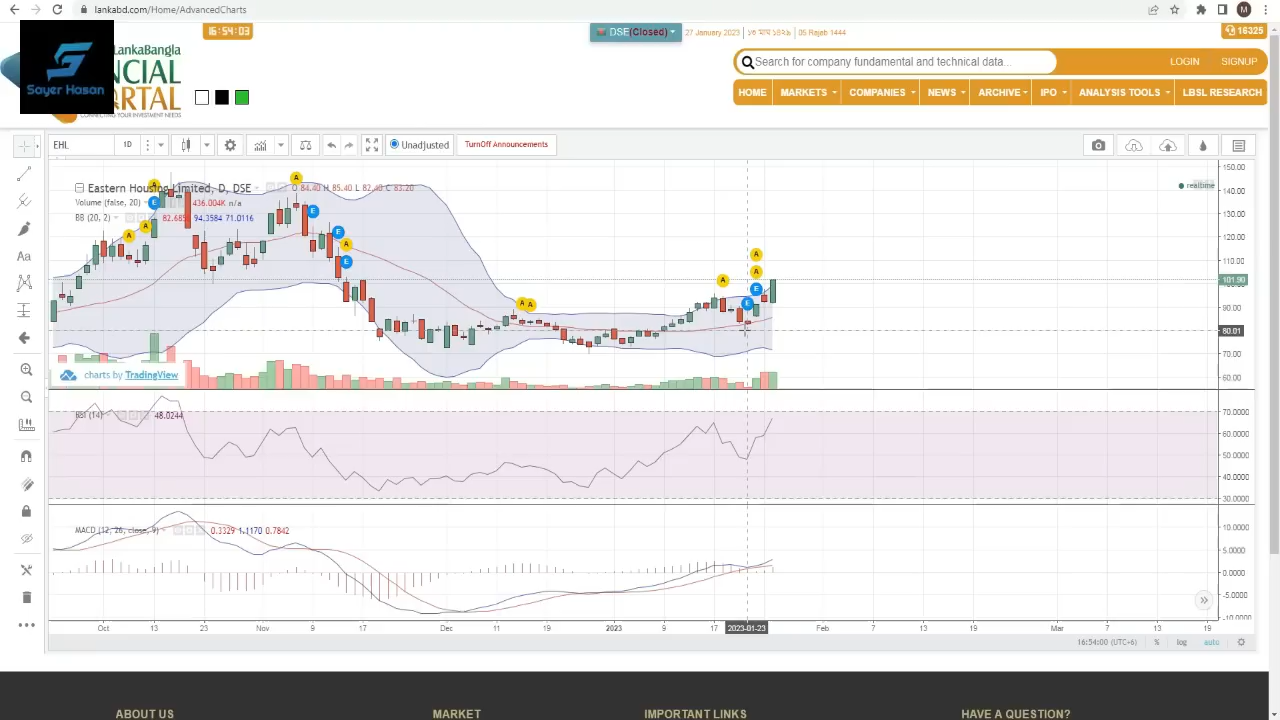 lankabd.com/Home/AdvancedCharts
M
16:54:03
DSE(Closed)
27 January 2023
05 Rajab 1444
16325
LankaBangla
Sayer Hasan
Search for company fundamental and technical data...
LOGIN SIGNUP
HOME MARKETS COMPANIES NEWS ARCHIVE IPO ANALYSIS TOOLS LBSL RESEARCH
EHL 1D Unadjusted TurnOff Announcements
Eastern Housing Limited, D, DSE O 84.40 H 85.40 L 82.40 C 83.20
Volume (false, 20) 436.004K n/a
BB (20, 2) 94.3584 71.0116
realtime
150.00
140.00
130.00
120.00
110.00
101.90
90.00
80.01
70.00
60.00
Aa
charts by TradingView
RSI (14) 48.0244
70.0000
60.0000
50.0000
40.0000
30.0000
MACD (12, 26, close, 9) 0.3329 1.1170 0.7842
10.0000
5.0000
0.0000
-5.0000
-10.0000
Oct 13 23 Nov 9 17 Dec 11 19 2023 9 17 2023-01-23 Feb 7 13 19 Mar 7 13 19
16:54:00 (UTC+6) % log auto
ABOUT US MARKET IMPORTANT LINKS HAVE A QUESTION?